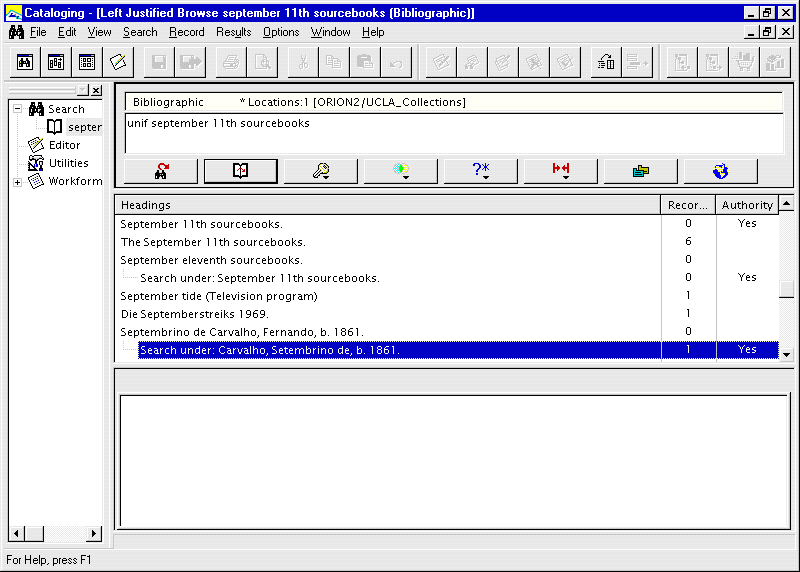 Cataloging - [Left Justified Browse september 11th sourcebooks (Bibliographic)]
File Edit View Search Record Results Options Window Help
Search
septer
Editor
Utilities
Workform
Bibliographic * Locations:1 [ORION2/UCLA_Collections]
unif september 11th sourcebooks
?*
Headings Recor... Authority
September 11th sourcebooks. 0 Yes
The September 11th sourcebooks. 6
September eleventh sourcebooks. 0
Search under: September 11th sourcebooks. 0 Yes
September tide (Television program) 1
Die Septemberstreiks 1969. 1
Septembrino de Carvalho, Fernando, b. 1861. 0
Search under: Carvalho, Setembrino de, b. 1861. 1 Yes
For Help, press F1